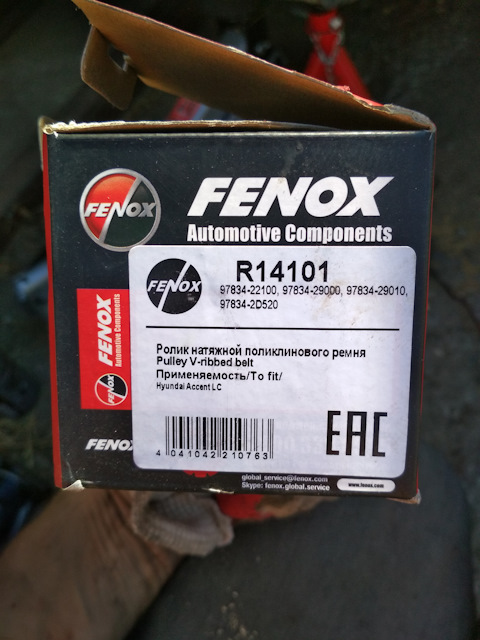 FENOX
FENOX
Automotive Components
FENOX
R14101
97834-22100, 97834-29000, 97834-29010,
97834-2D520
FENOX
Automotive Components
Ролик натяжной поликлинового ремня
Pulley V-ribbed belt
Применяемость/To fit/
Hyundai Accent LC
EAC
FENOX
4 041042 210763
global_service@fenox.com
Skype: fenox.global.service
www.fenox.com